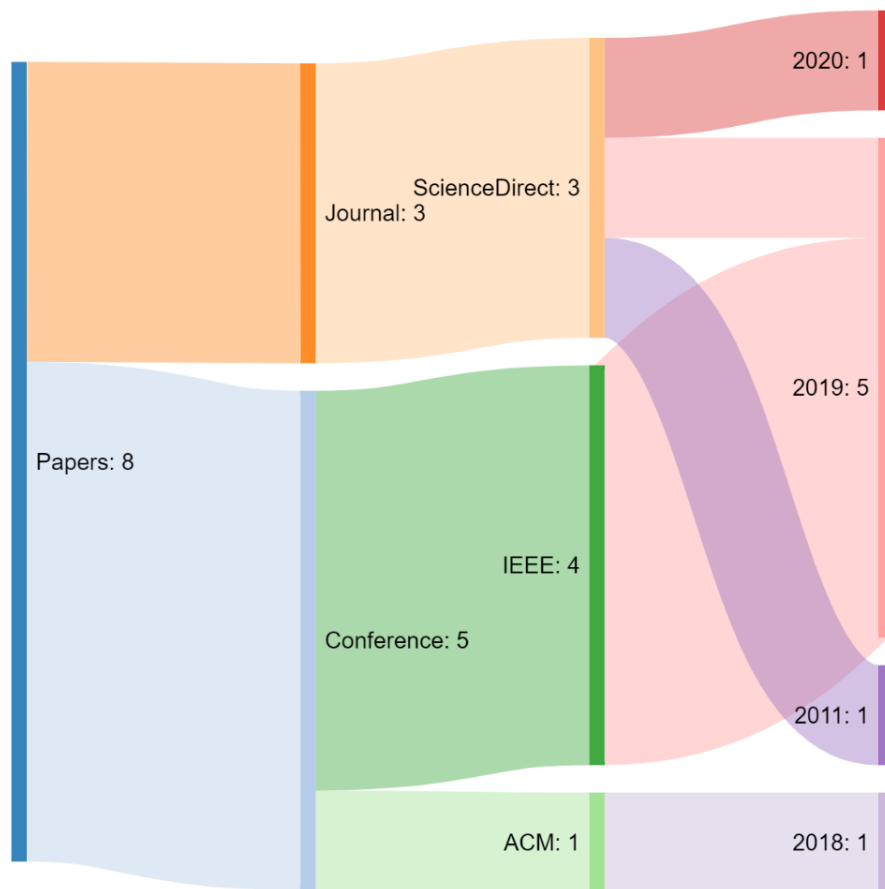 Papers: 8
Journal: 3
Conference: 5
ScienceDirect: 3
IEEE: 4
ACM: 1
2020: 1
2019: 5
2011: 1
2018: 1